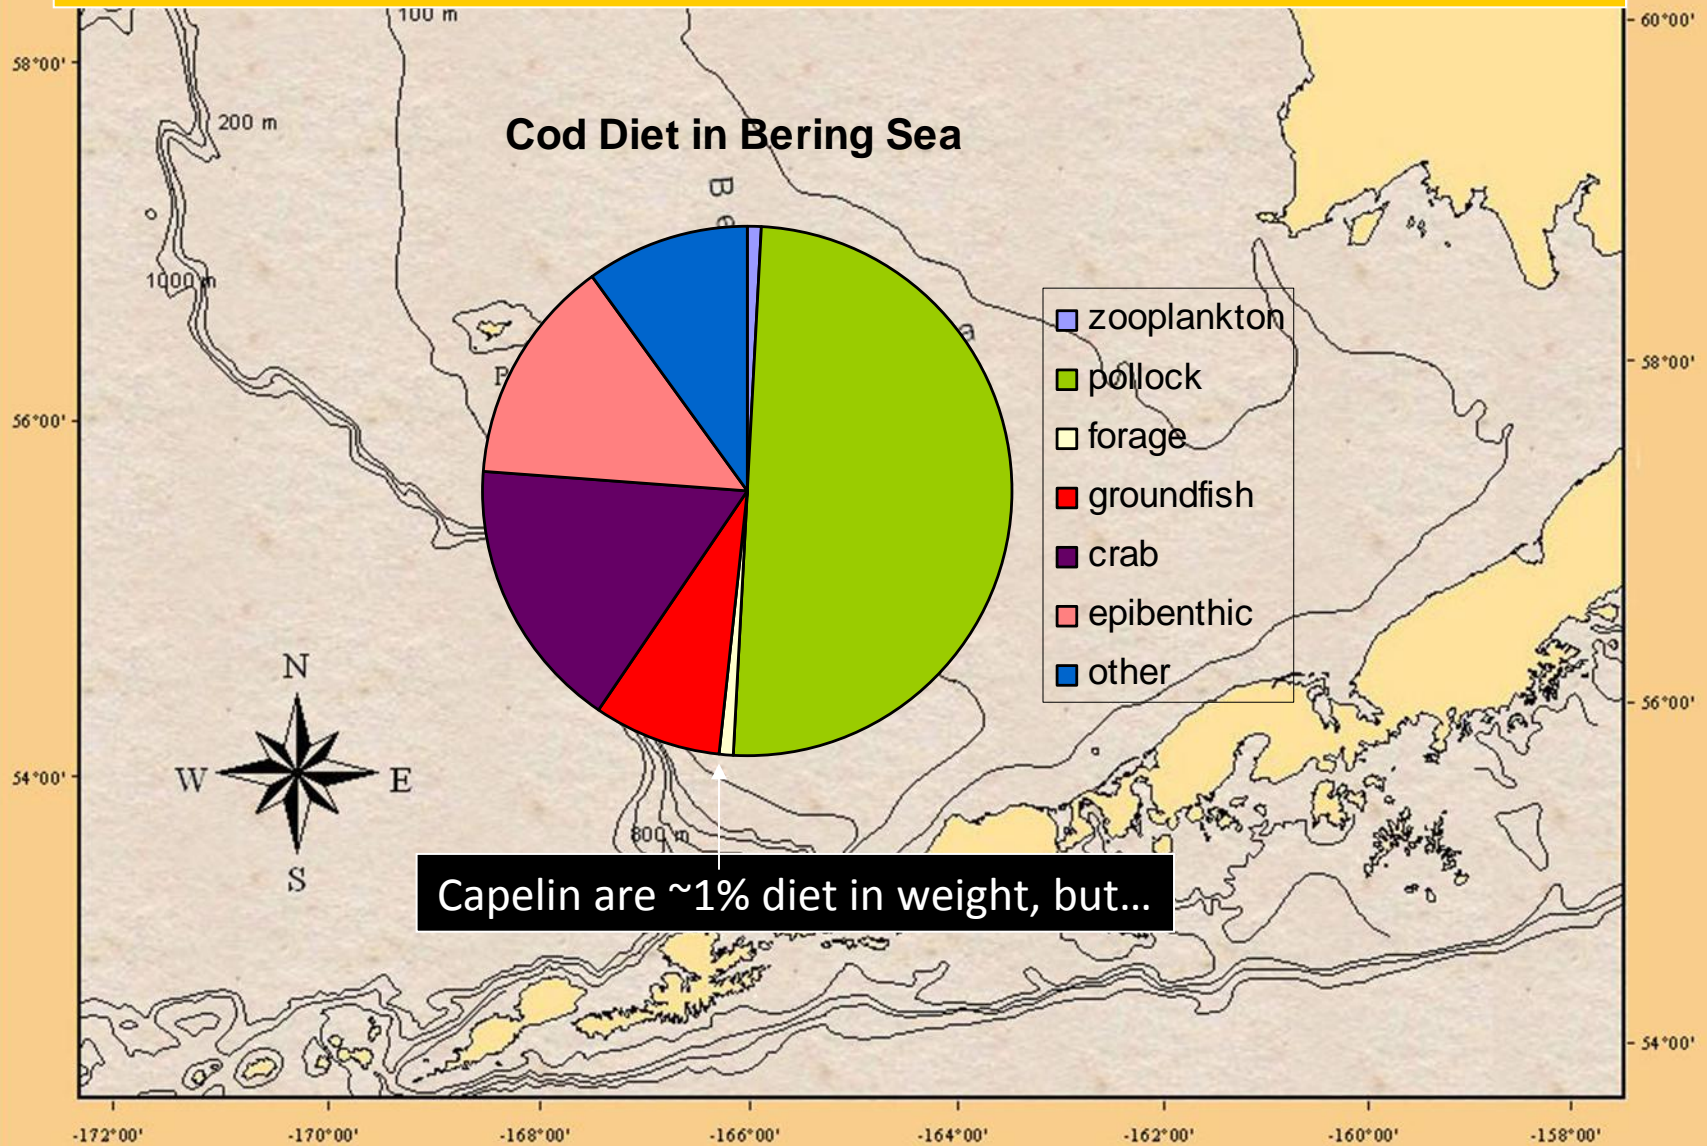 100 m
60°00'
58°00'
200 m
Cod Diet in Bering Sea
B
e
1000 m
zooplankton
a
58°00'
P
pollock
56°00'
forage
groundfish
crab
epibenthic
other
N
56°00'
W
E
54°00'
800 m
S
Capelin are ~1% diet in weight, but...
54°00'
-172°00'
-170°00'
-168°00'
-166°00'
-164°00'
-162°00'
-160°00'
-158°00'